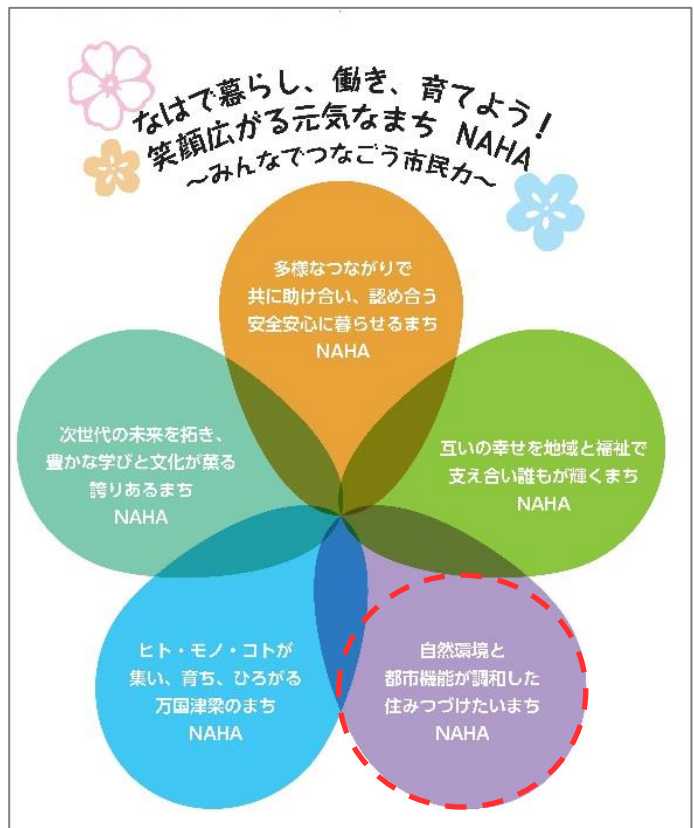 なはで暮らし、働き、育てよう！
笑顔広がる元気なまち NAHA
～みんなでつなごう市民力～
多様なつながりで
共に助け合い、認め合う
安全安心に暮らせるまち
NAHA
次世代の未来を拓き、
豊かな学びと文化が薫る
誇りあるまち
NAHA
互いの幸せを地域と福祉で
支え合い誰もが輝くまち
NAHA
ヒト・モノ・コトが
集い、育ち、ひろがる
万国津梁のまち
NAHA
自然環境と
都市機能が調和した
住みつづけたいまち
NAHA